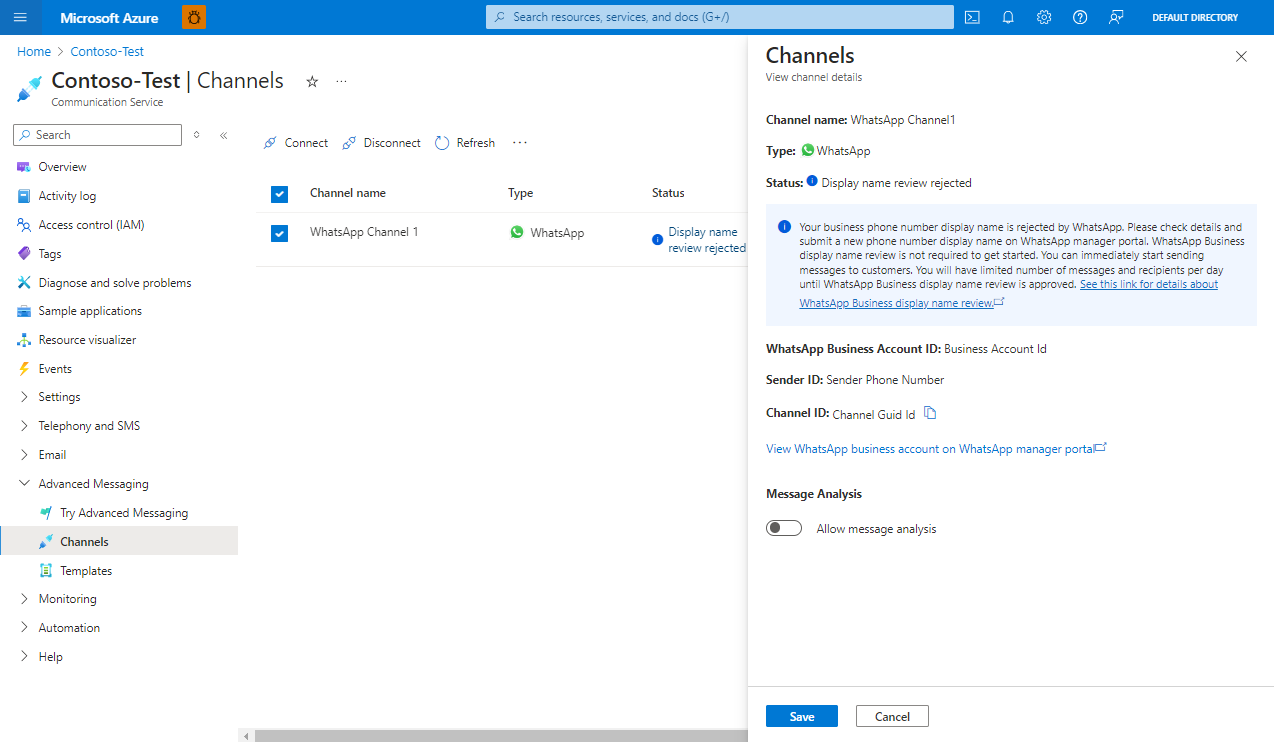 Microsoft Azure
Search resources, services, and docs (G+/)
DEFAULT DIRECTORY
Home > Contoso-Test
Contoso-Test | Channels
Communication Service
Search
Overview
Activity log
Access control (IAM)
Tags
Diagnose and solve problems
Sample applications
Resource visualizer
Events
Settings
Telephony and SMS
Email
Advanced Messaging
Try Advanced Messaging
Channels
Templates
Monitoring
Automation
Help
Connect Disconnect Refresh
Channel name Type Status
WhatsApp Channel 1 WhatsApp Display name
review rejected
Channels
View channel details
Channel name: WhatsApp Channel1
Type: WhatsApp
Status: Display name review rejected
Your business phone number display name is rejected by WhatsApp. Please check details and
submit a new phone number display name on WhatsApp manager portal. WhatsApp Business
display name review is not required to get started. You can immediately start sending
messages to customers. You will have limited number of messages and recipients per day
until WhatsApp Business display name review is approved. See this link for details about
WhatsApp Business display name review.
WhatsApp Business Account ID: Business Account Id
Sender ID: Sender Phone Number
Channel ID: Channel Guid Id
View WhatsApp business account on WhatsApp manager portal
Message Analysis
Allow message analysis
Save Cancel